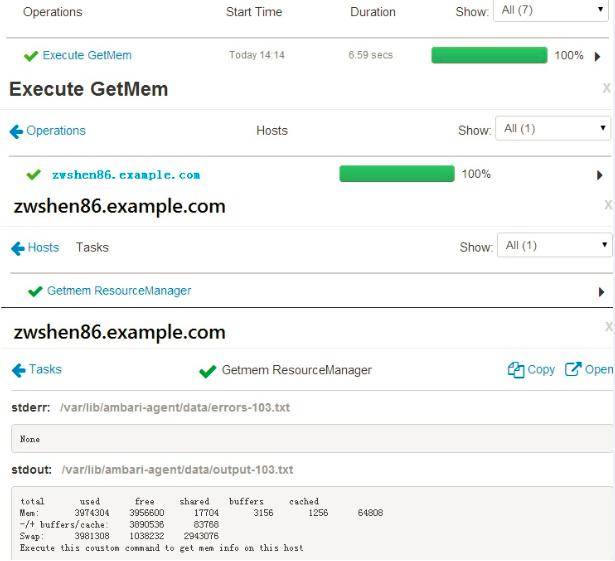 Operations Start Time Duration Show: All (7)
Execute GetMem Today 14:14 6.59 secs 100%
Execute GetMem X
Operations Hosts Show: All (1)
zwshen86.example.com 100%
zwshen86.example.com X
Hosts Tasks Show: All (1)
Getmem ResourceManager
zwshen86.example.com X
Tasks Getmem ResourceManager Copy Open
stderr: /var/lib/ambari-agent/data/errors-103.txt
None
stdout: /var/lib/ambari-agent/data/output-103.txt
total used free shared buffers cached
Mem: 3974304 3956600 17704 3156 1256 64808
-/+ buffers/cache: 3890536 83768
Swap: 3981308 1038232 2943076
Execute this coustom command to get mem info on this host